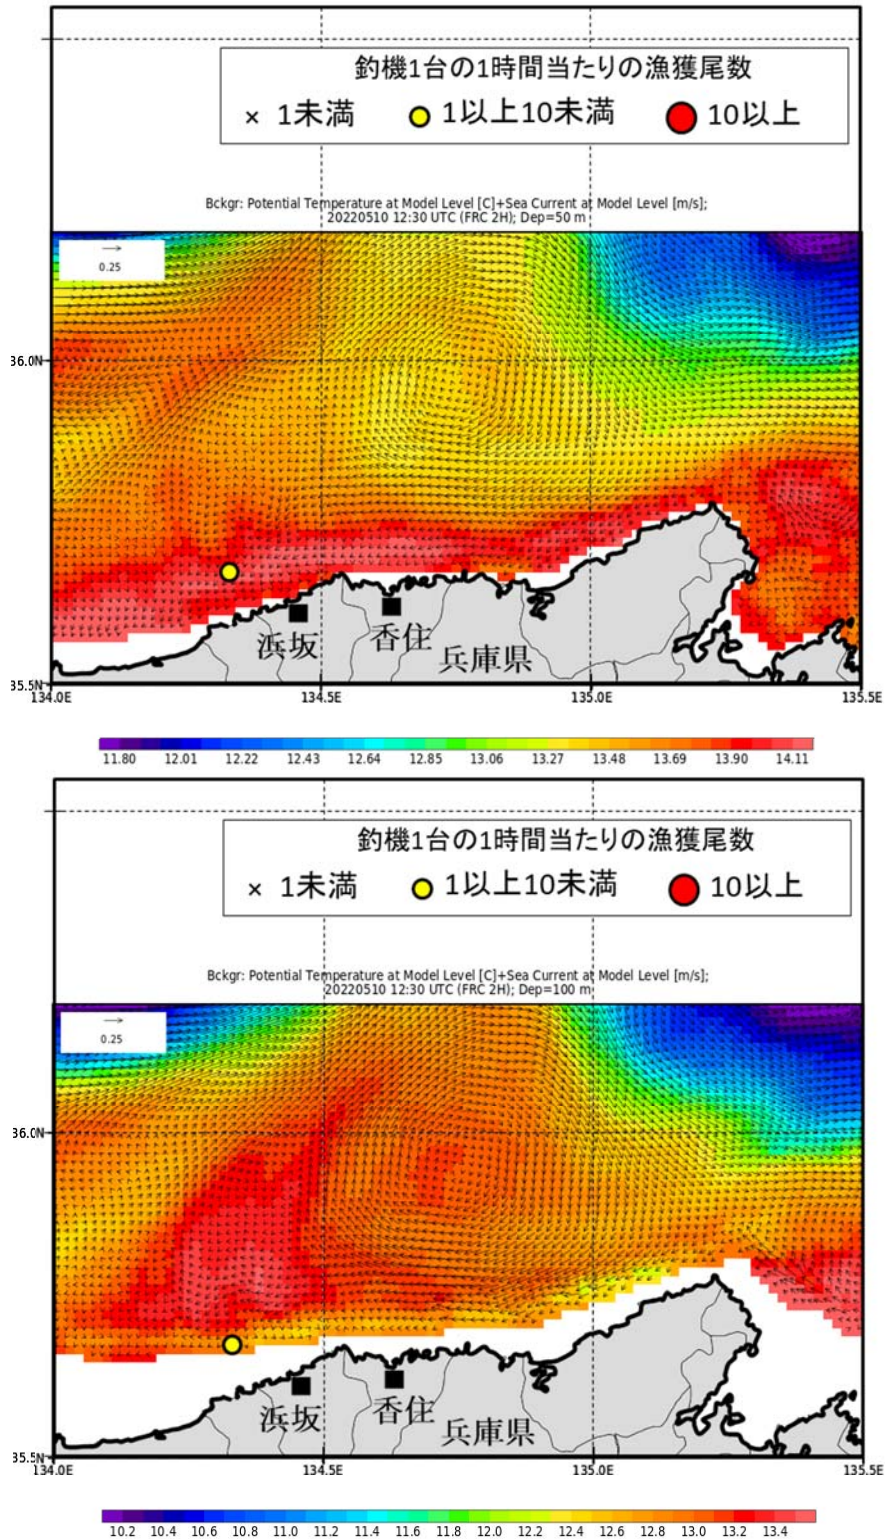 釣機1台の1時間当たりの漁獲尾数
× 1未満 1以上10未満 10以上
Bckgr: Potential Temperature at Model Level [C]+Sea Current at Model Level [m/s];
20220510 12:30 UTC (FRC 2H); Dep=50 m
0.25
36.0N
浜坂 香住 兵庫県
35.5N
134.0E 134.5E 135.0E 135.5E
11.80 12.01 12.22 12.43 12.64 12.85 13.06 13.27 13.48 13.69 13.90 14.11
釣機1台の1時間当たりの漁獲尾数
× 1未満 1以上10未満 10以上
Bckgr: Potential Temperature at Model Level [C]+Sea Current at Model Level [m/s];
20220510 12:30 UTC (FRC 2H); Dep=100 m
0.25
36.0N
浜坂 香住 兵庫県
35.5N
134.0E 134.5E 135.0E 135.5E
10.2 10.4 10.6 10.8 11.0 11.2 11.4 11.6 11.8 12.0 12.2 12.4 12.6 12.8 13.0 13.2 13.4